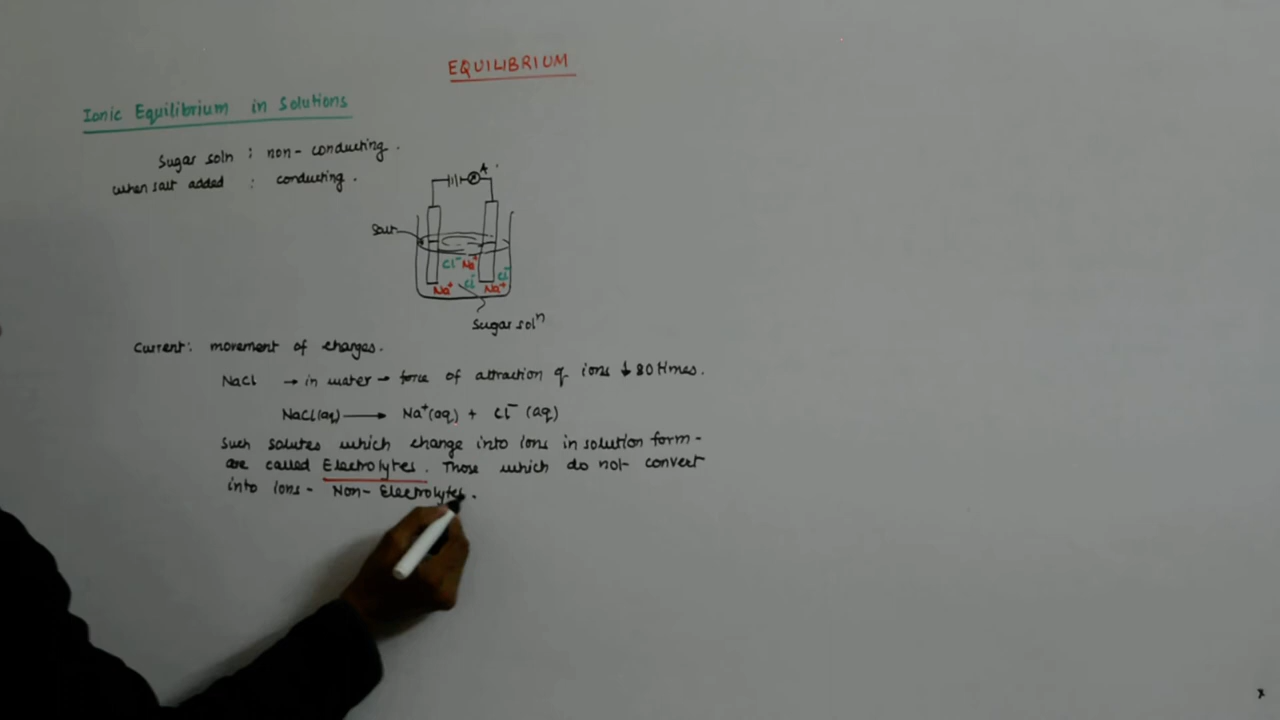 EQUILIBRIUM
Ionic Equilibrium in Solutions
Sugar soln : non-conducting.
when salt added : conducting.
A
Salt
Cl⁻ Na⁺
Cl⁻
Na⁺ Cl⁻ Na⁺
Sugar solⁿ
Current: movement of charges.
NaCl → in water → force of attraction of ions ↓ 80 times.
NaCl(aq) ⟶ Na⁺(aq) + Cl⁻(aq)
Such solutes which change into ions in solution form-
are called Electrolytes. Those which do not convert
into ions - Non-Electrolytes.